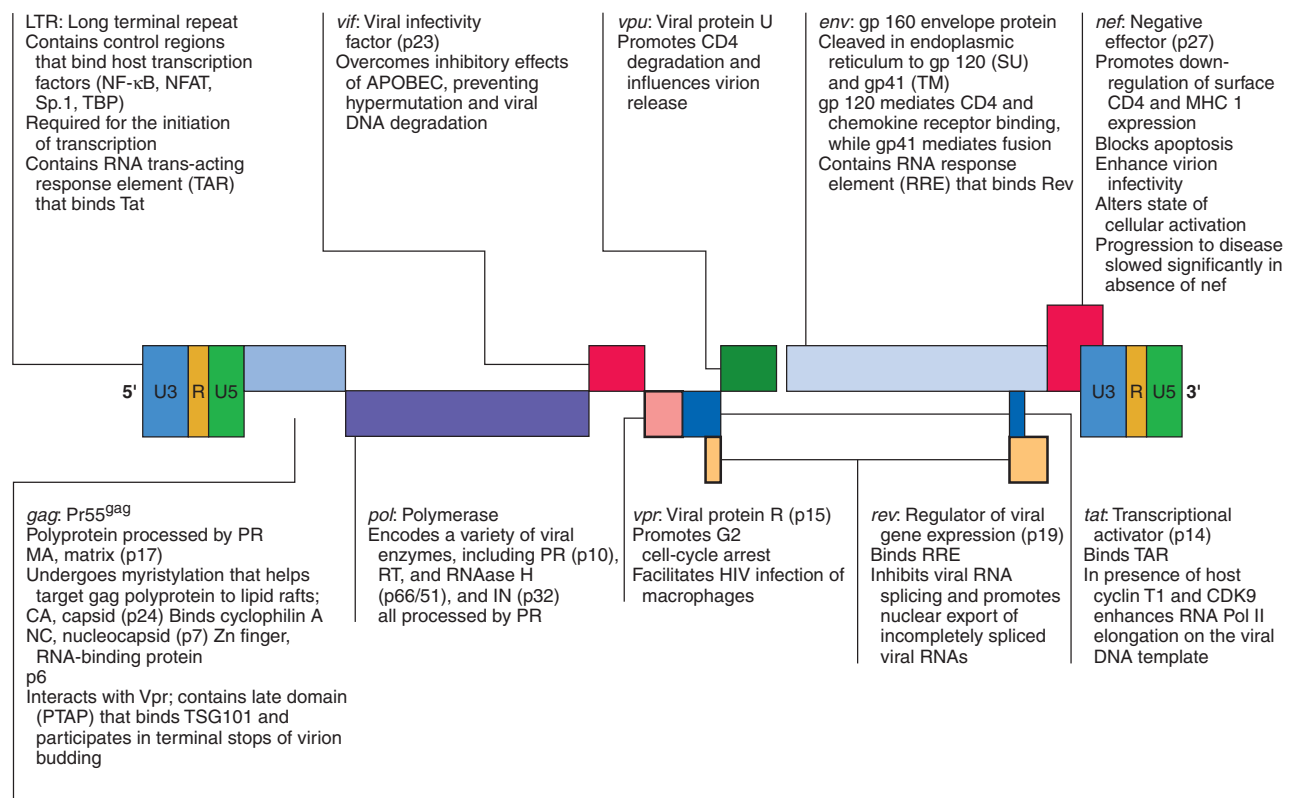 LTR: Long terminal repeat
Contains control regions
that bind host transcription
factors (NF-κB, NFAT,
Sp.1, TBP)
Required for the initiation
of transcription
Contains RNA trans-acting
response element (TAR)
that binds Tat
vif: Viral infectivity
factor (p23)
Overcomes inhibitory effects
of APOBEC, preventing
hypermutation and viral
DNA degradation
vpu: Viral protein U
Promotes CD4
degradation and
influences virion
release
env: gp 160 envelope protein
Cleaved in endoplasmic
reticulum to gp 120 (SU)
and gp41 (TM)
gp 120 mediates CD4 and
chemokine receptor binding,
while gp41 mediates fusion
Contains RNA response
element (RRE) that binds Rev
nef: Negative
effector (p27)
Promotes down-
regulation of surface
CD4 and MHC 1
expression
Blocks apoptosis
Enhance virion
infectivity
Alters state of
cellular activation
Progression to disease
slowed significantly in
absence of nef
5' U3 R U5 U3 R U5 3'
gag: Pr55gag
Polyprotein processed by PR
MA, matrix (p17)
Undergoes myristylation that helps
target gag polyprotein to lipid rafts;
CA, capsid (p24) Binds cyclophilin A
NC, nucleocapsid (p7) Zn finger,
RNA-binding protein
p6
Interacts with Vpr; contains late domain
(PTAP) that binds TSG101 and
participates in terminal stops of virion
budding
pol: Polymerase
Encodes a variety of viral
enzymes, including PR (p10),
RT, and RNAase H
(p66/51), and IN (p32)
all processed by PR
vpr: Viral protein R (p15)
Promotes G2
cell-cycle arrest
Facilitates HIV infection of
macrophages
rev: Regulator of viral
gene expression (p19)
Binds RRE
Inhibits viral RNA
splicing and promotes
nuclear export of
incompletely spliced
viral RNAs
tat: Transcriptional
activator (p14)
Binds TAR
In presence of host
cyclin T1 and CDK9
enhances RNA Pol II
elongation on the viral
DNA template